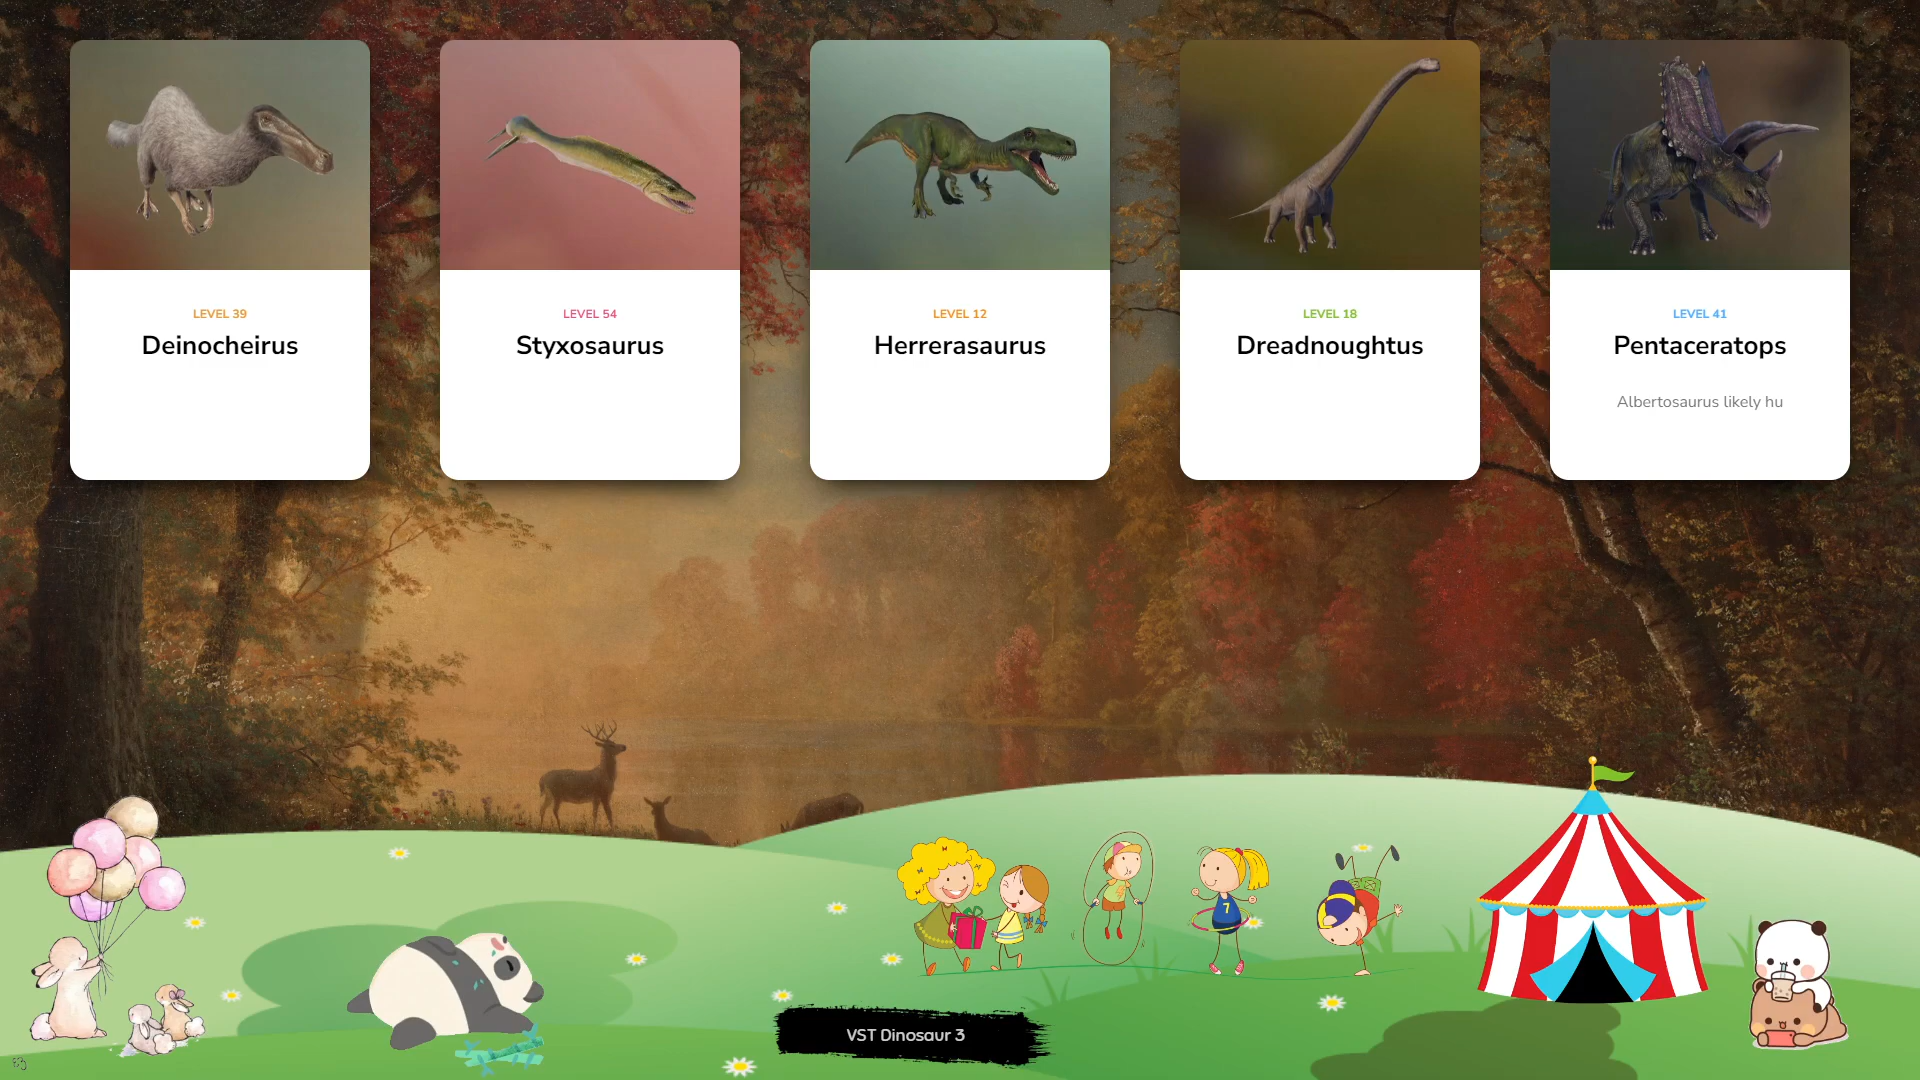 LEVEL 39
Deinocheirus
LEVEL 54
Styxosaurus
LEVEL 12
Herrerasaurus
LEVEL 18
Dreadnoughtus
LEVEL 41
Pentaceratops
Albertosaurus likely hu
7
VST Dinosaur 3